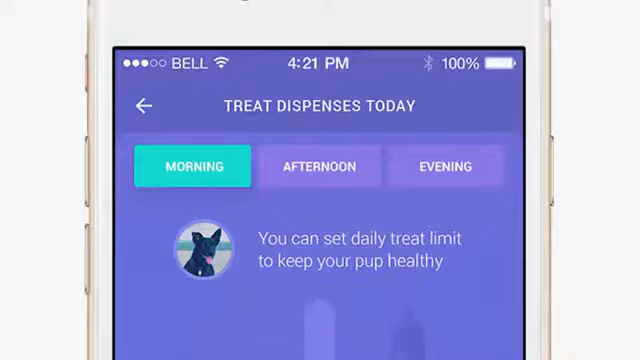 BELL 4:21 PM 100%
TREAT DISPENSES TODAY
MORNING AFTERNOON EVENING
You can set daily treat limit
to keep your pup healthy